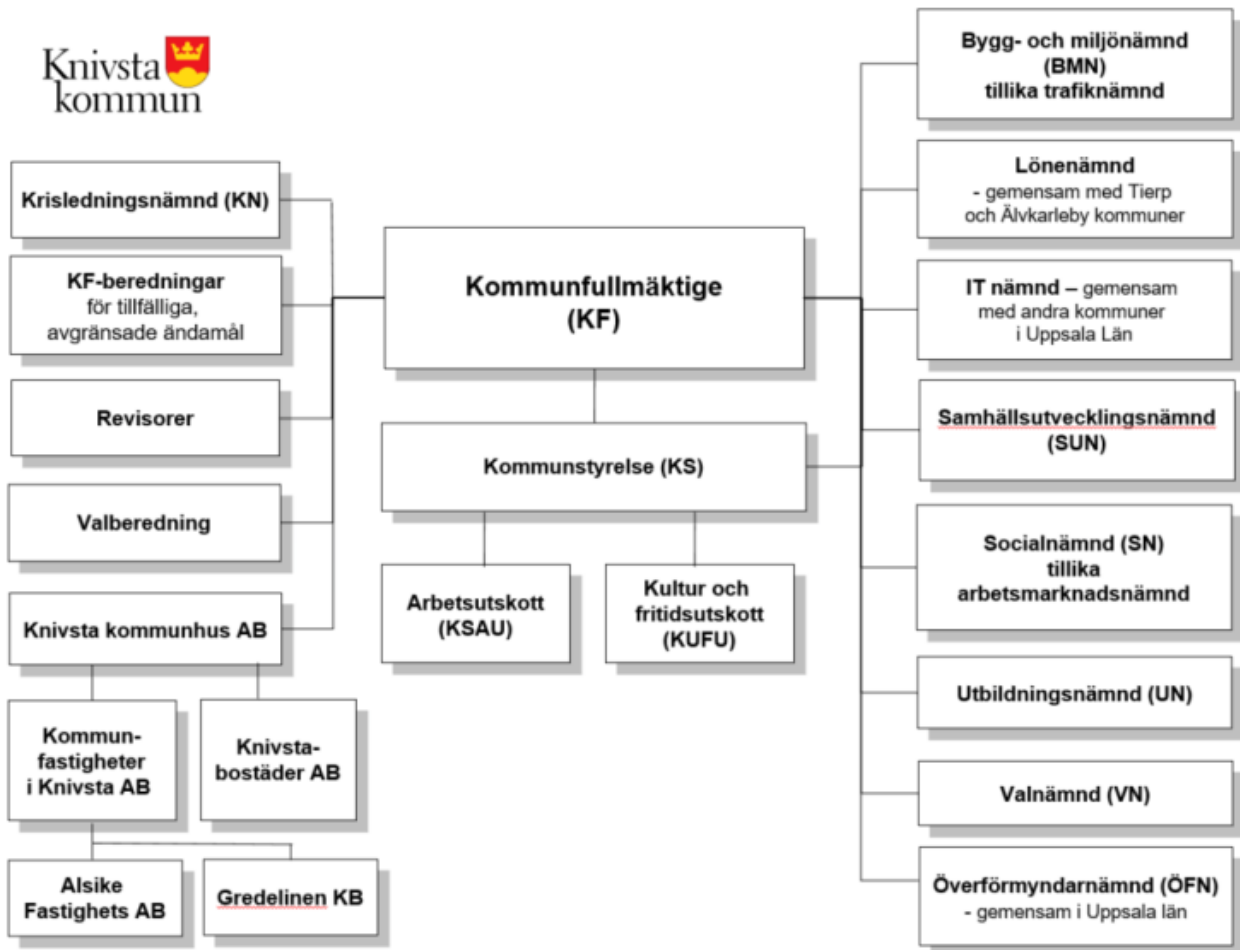 Knivsta
kommun
Krisledningsnämnd (KN)
KF-beredningar
för tillfälliga,
avgränsade ändamål
Revisorer
Valberedning
Knivsta kommunhus AB
Kommun-
fastigheter
i Knivsta AB
Knivsta-
bostäder AB
Alsike
Fastighets AB
Gredelinen KB
Kommunfullmäktige
(KF)
Kommunstyrelse (KS)
Arbetsutskott
(KSAU)
Kultur och
fritidsutskott
(KUFU)
Bygg- och miljönämnd
(BMN)
tillika trafiknämnd
Lönenämnd
- gemensam med Tierp
och Älvkarleby kommuner
IT nämnd – gemensam
med andra kommuner
i Uppsala Län
Samhällsutvecklingsnämnd
(SUN)
Socialnämnd (SN)
tillika
arbetsmarknadsnämnd
Utbildningsnämnd (UN)
Valnämnd (VN)
Överförmyndarnämnd (ÖFN)
- gemensam i Uppsala län